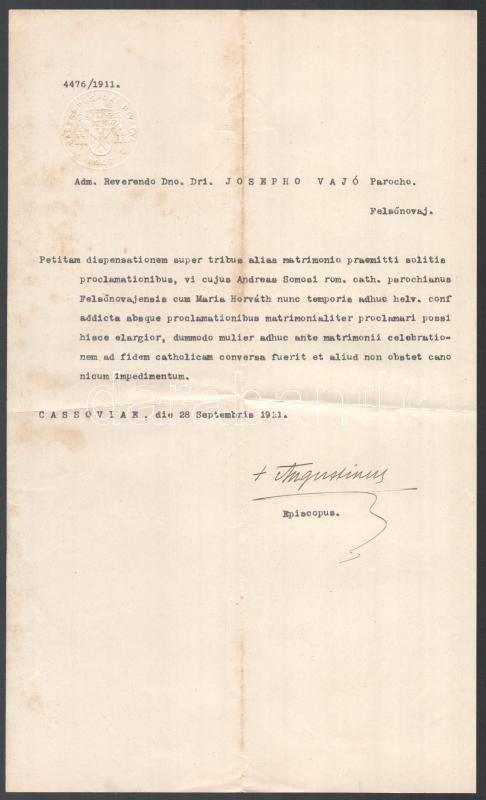 4476/1911.
Adm. Reverendo Dno. Dri. JOSEPHO VAJÓ Parocho.
Felsőnovaj.
Petitam dispensationem super tribus alias matrimonio praemitti solitis
proclamationibus, vi cujus Andreas Somosi rom. cath. parochianus
Felsőnovajensis cum Maria Horváth nunc temporis adhuc helv. conf
addicta absque proclamationibus matrimonialiter proclamari possi
hisce elargior, dummodo mulier adhuc ante matrimonii celebratio-
nem ad fidem catholicam conversa fuerit et aliud non obstet cano
nicum impedimentum.
darabanth
CASSOVIAE, die 28 Septembris 1911.
+ Augustinus
Episcopus.